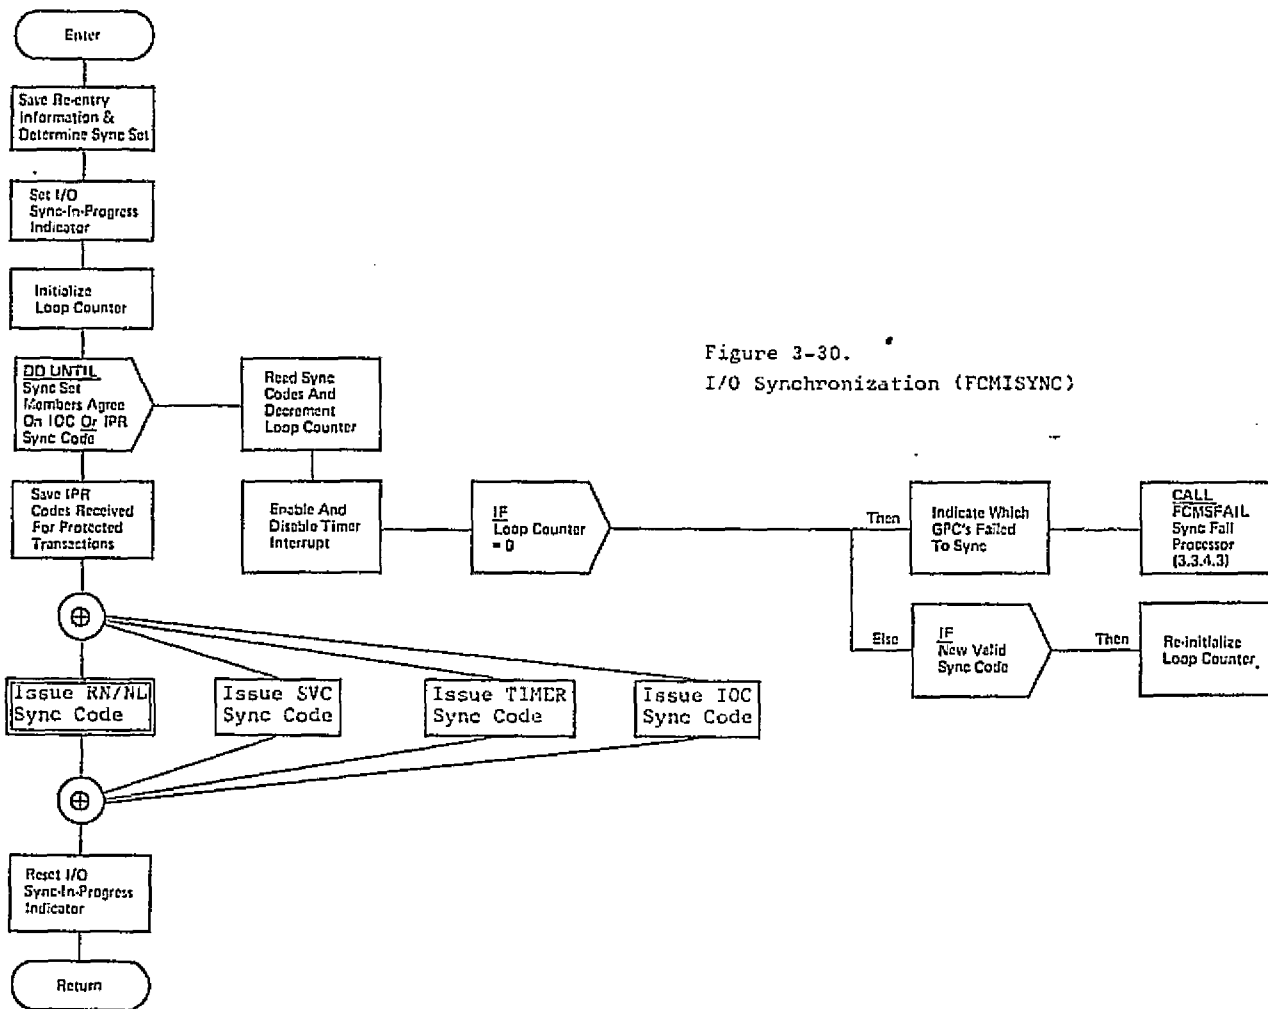 Enter
Save Re-entry
Information &
Determine Sync Set
Set I/O
Sync-In-Progress
Indicator
Initialize
Loop Counter
DO UNTIL
Sync Set
Members Agree
On IOC Or IPR
Sync Code
Read Sync
Codes And
Decrement
Loop Counter
Figure 3-30.
I/O Synchronization (FCMISYNC)
Save IPR
Codes Received
For Protected
Transactions
Enable And
Disable Timer
Interrupt
IF
Loop Counter
= 0
Then
Indicate Which
GPC's Failed
To Sync
CALL
FCMSFAIL
Sync Fail
Processor
(3.3.4.3)
Else
IF
New Valid
Sync Code
Then
Re-initialize
Loop Counter
Issue RN/NL
Sync Code
Issue SVC
Sync Code
Issue TIMER
Sync Code
Issue IOC
Sync Code
Reset I/O
Sync-In-Progress
Indicator
Return